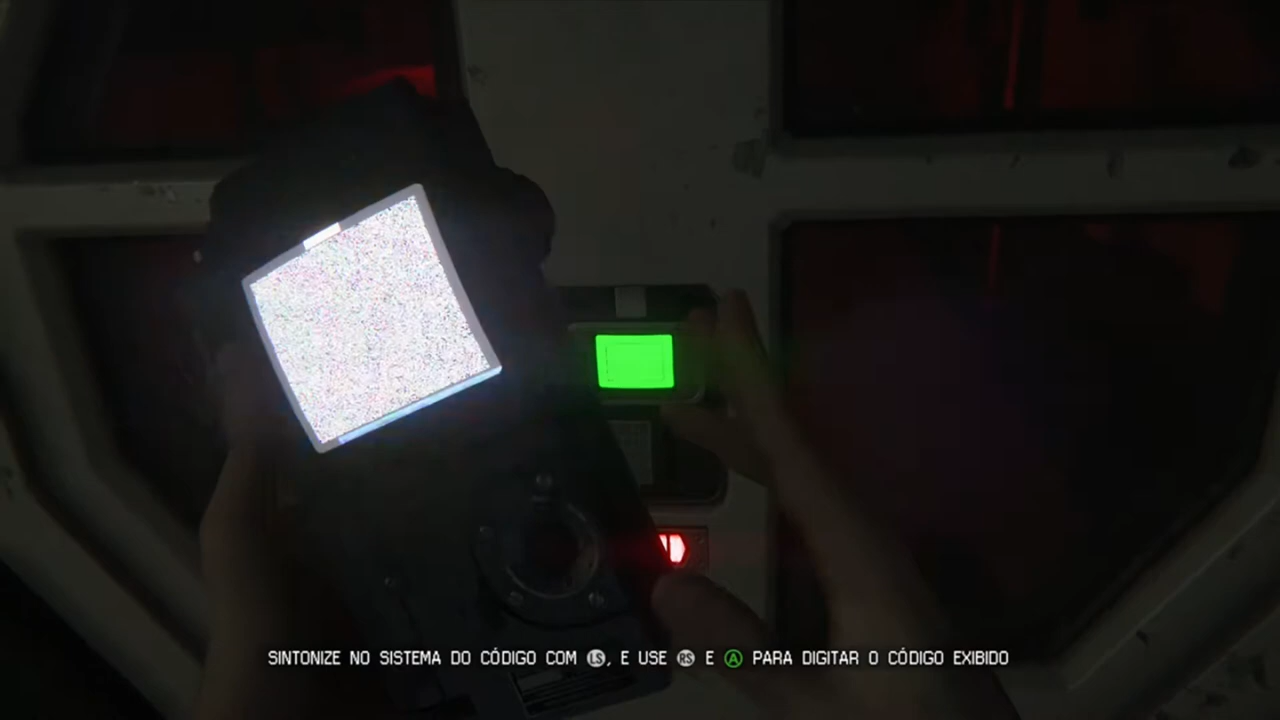 SINTONIZE NO SISTEMA DO CÓDIGO COM LS, E USE RS E A PARA DIGITAR O CÓDIGO EXIBIDO